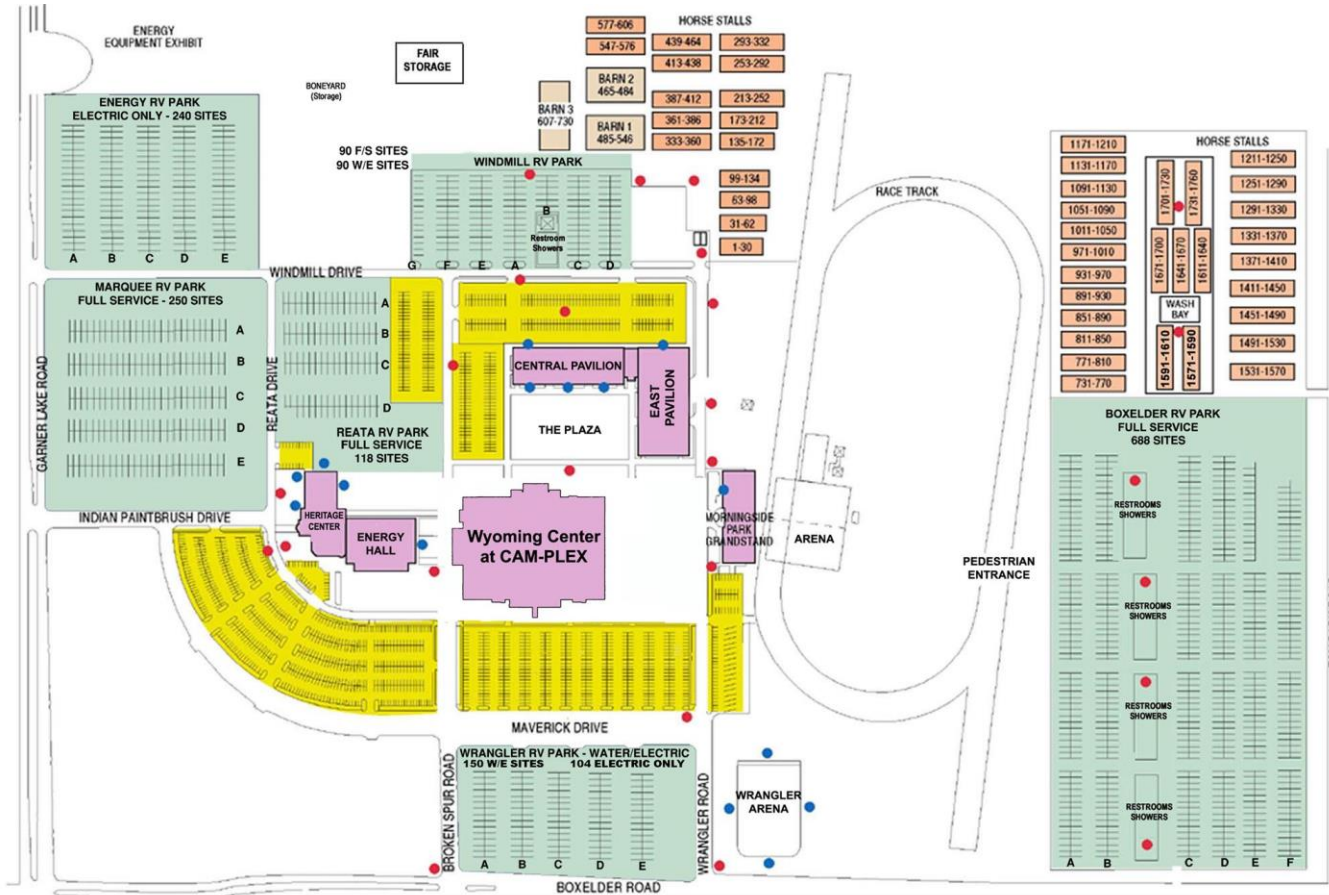 ENERGY
EQUIPMENT EXHIBIT
FAIR
STORAGE
BONEYARD
(Storage)
HORSE STALLS
577-606
547-576
439-464
293-332
413-438
253-292
BARN 2
465-484
BARN 3
607-730
387-412
213-252
BARN 1
485-546
361-386
173-212
333-360
135-172
99-134
63-98
31-62
1-30
ENERGY RV PARK
ELECTRIC ONLY - 240 SITES
A
B
C
D
E
90 F/S SITES
90 W/E SITES
WINDMILL RV PARK
B
Restroom
Showers
G
F
E
A
C
D
WINDMILL DRIVE
MARQUEE RV PARK
FULL SERVICE - 250 SITES
A
B
C
D
E
GARNER LAKE ROAD
REATA DRIVE
A
B
C
D
REATA RV PARK
FULL SERVICE
118 SITES
CENTRAL PAVILION
EAST
PAVILION
THE PLAZA
RACE TRACK
HORSE STALLS
1171-1210
1131-1170
1091-1130
1051-1090
1011-1050
971-1010
931-970
891-930
851-890
811-850
771-810
731-770
1701-1730
1731-1760
1671-1700
1641-1670
1611-1640
WASH
BAY
1591-1610
1571-1590
1211-1250
1251-1290
1291-1330
1331-1370
1371-1410
1411-1450
1451-1490
1491-1530
1531-1570
INDIAN PAINTBRUSH DRIVE
HERITAGE
CENTER
ENERGY
HALL
Wyoming Center
at CAM-PLEX
MORNINGSIDE
PARK
GRANDSTAND
ARENA
PEDESTRIAN
ENTRANCE
BOXELDER RV PARK
FULL SERVICE
688 SITES
RESTROOMS
SHOWERS
RESTROOMS
SHOWERS
RESTROOMS
SHOWERS
RESTROOMS
SHOWERS
A
B
C
D
E
F
MAVERICK DRIVE
BROKEN SPUR ROAD
WRANGLER RV PARK - WATER/ELECTRIC
150 W/E SITES
104 ELECTRIC ONLY
A
B
C
D
E
WRANGLER ROAD
WRANGLER
ARENA
BOXELDER ROAD